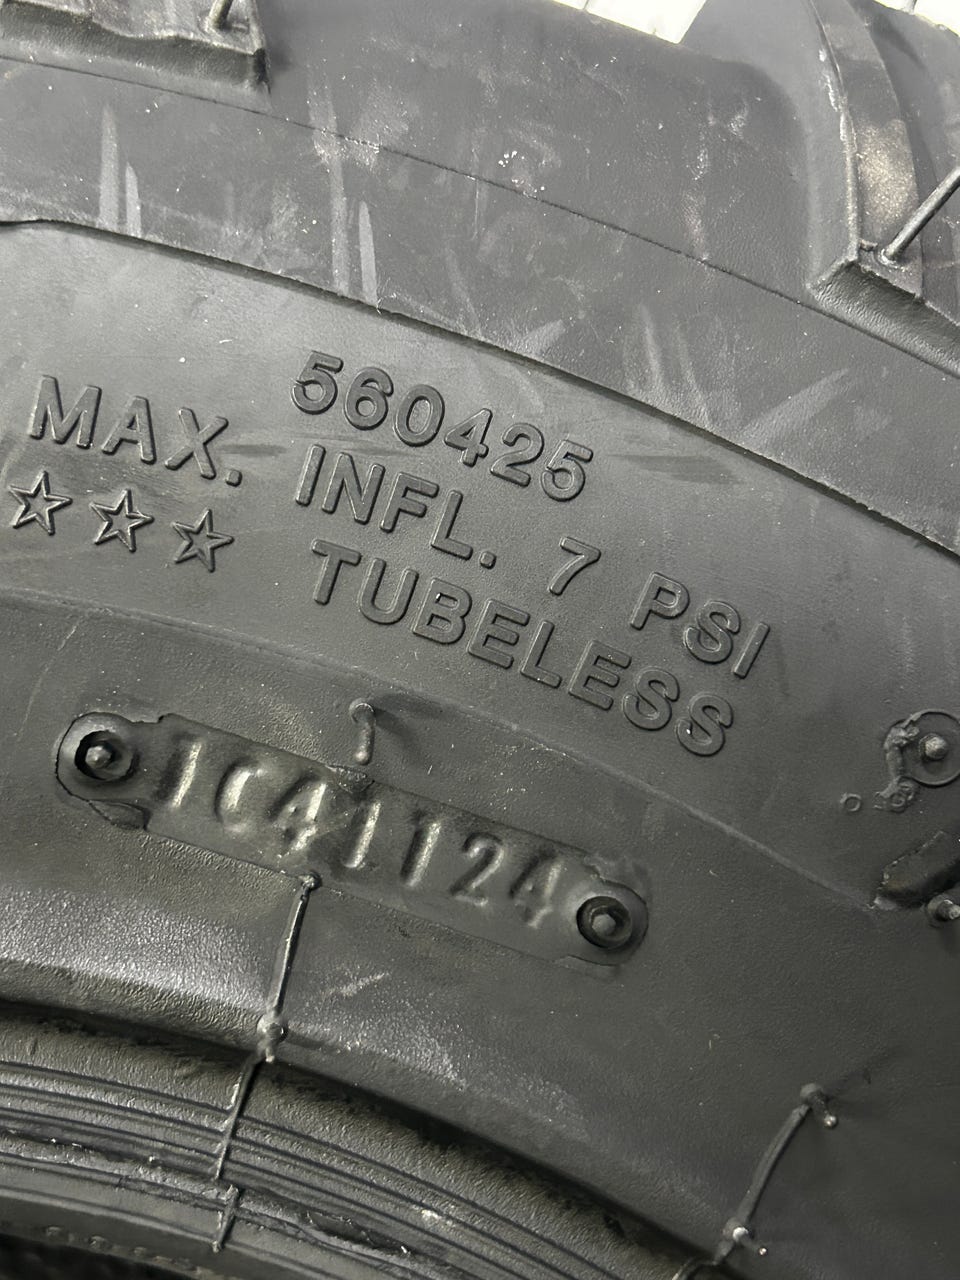 560425
MAX. INFL. 7 PSI
☆☆☆ TUBELESS
1C41124